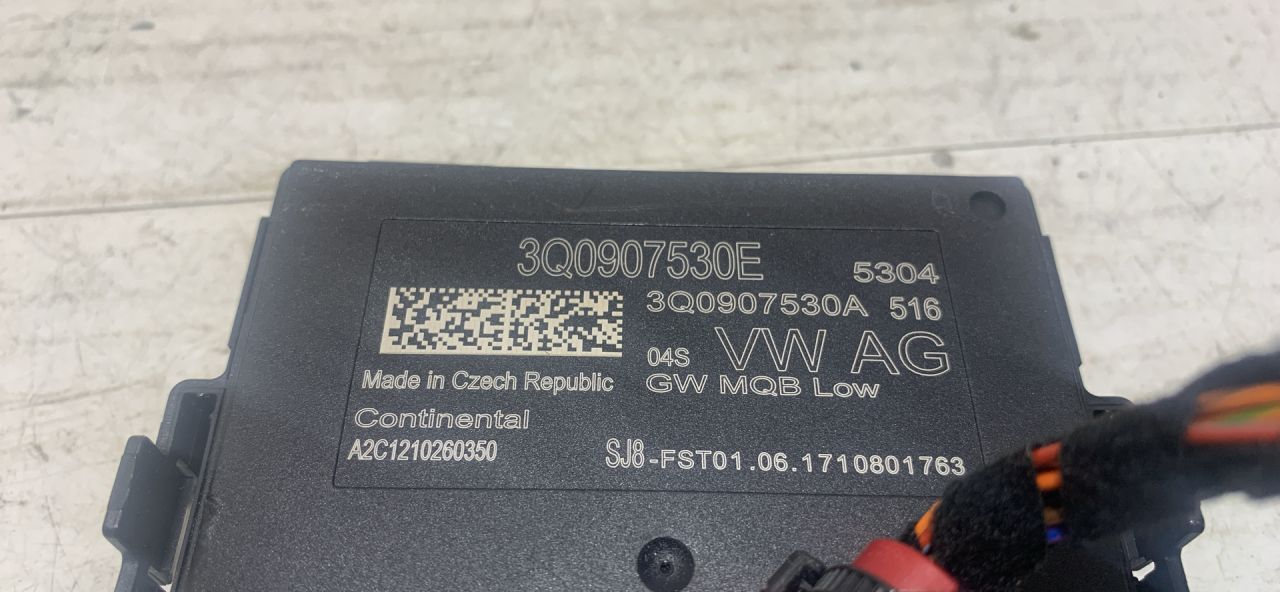 3Q0907530E
5304
3Q0907530A 516
04S VW AG
Made in Czech Republic
GW MQB Low
Continental
A2C1210260350
SJ8-FST01.06.1710801763